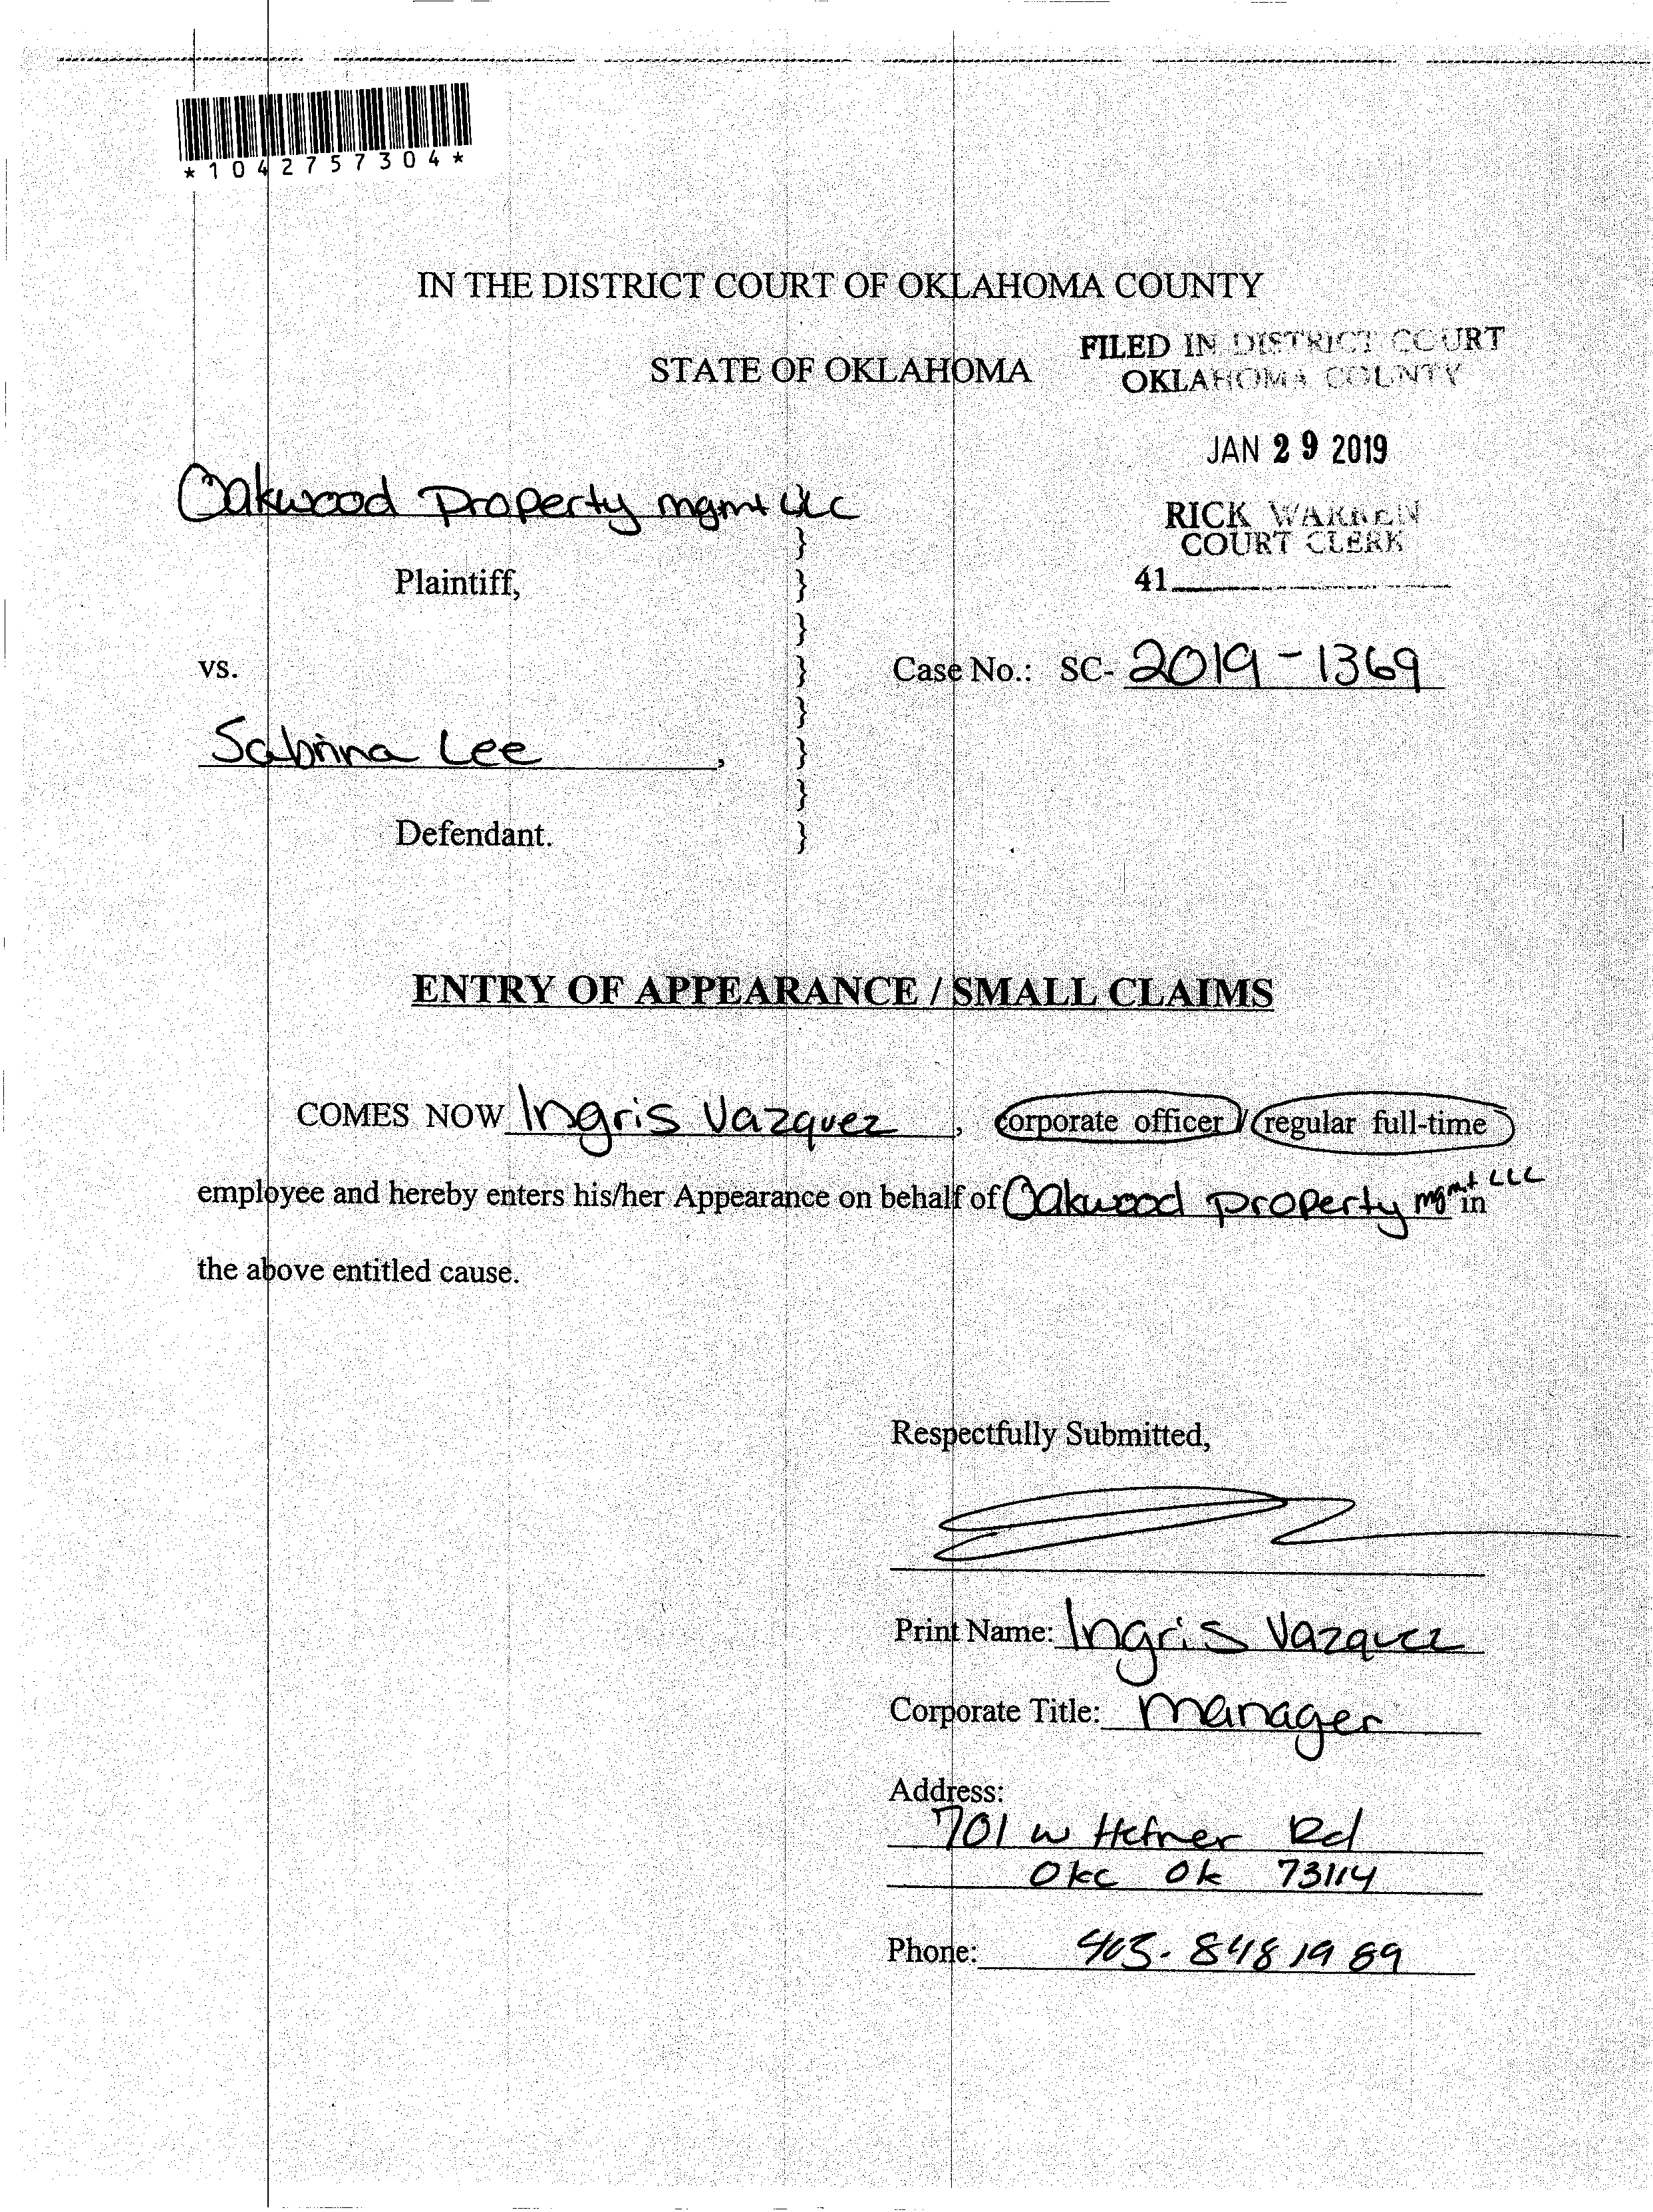 *1042757304*
IN THE DISTRICT COURT OF OKLAHOMA COUNTY
STATE OF OKLAHOMA
FILED IN DISTRICT COURT
OKLAHOMA COUNTY
JAN 29 2019
RICK WARREN
COURT CLERK
41
Oakwood Property mgmt LLC
}
Plaintiff, }
}
vs. } Case No.: SC- 2019-1369
}
Sabrina Lee, }
}
Defendant. }
ENTRY OF APPEARANCE / SMALL CLAIMS
COMES NOW Ingris Vazquez, corporate officer / regular full-time
employee and hereby enters his/her Appearance on behalf of Oakwood property mgmt LLC in
the above entitled cause.
Respectfully Submitted,
Print Name: Ingris Vazquez
Corporate Title: manager
Address:
701 w Hefner Rd
Okc Ok 73114
Phone: 405-848 1989